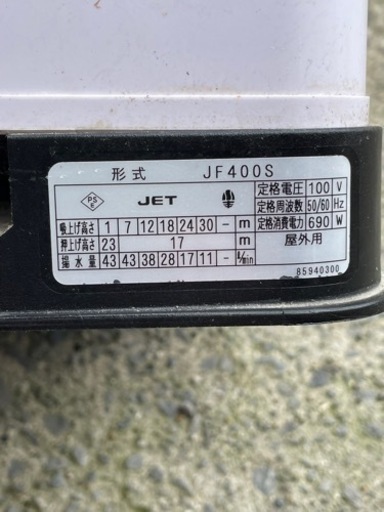 形式 JF400S
PS
E
JET
定格電圧 100 V
定格周波数 50/60 Hz
定格消費電力 690 W
屋外用
吸上げ高さ 1 7 12 18 24 30 - m
押上げ高さ 23 17 m
揚水量 43 43 38 28 17 11 - ℓ/min
85940300